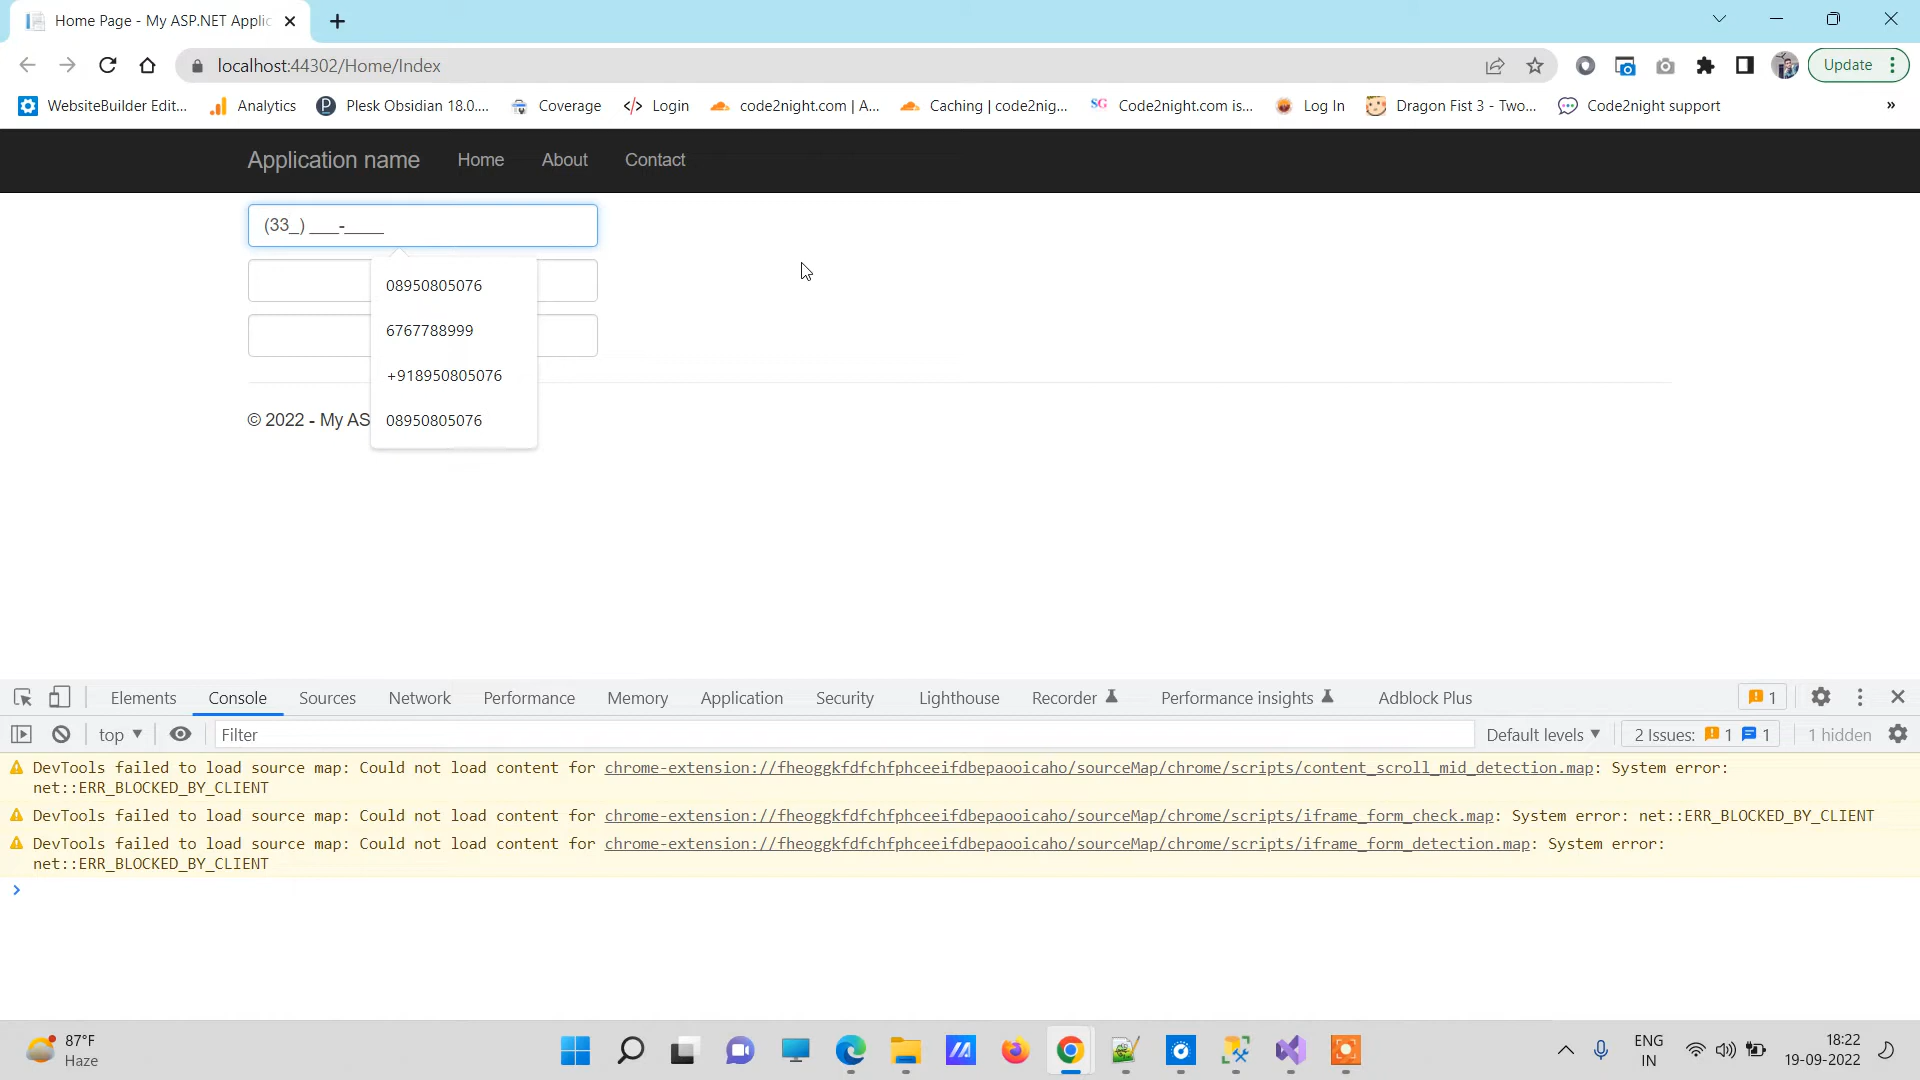 Home Page - My ASP.NET Applic
localhost:44302/Home/Index
Update
WebsiteBuilder Edit...
Analytics
Plesk Obsidian 18.0....
Coverage
Login
code2night.com | A...
Caching | code2nig...
Code2night.com is...
Log In
Dragon Fist 3 - Two...
Code2night support
»
Application name
Home
About
Contact
(33_) ___-____
08950805076
6767788999
+918950805076
08950805076
© 2022 - My AS
Elements
Console
Sources
Network
Performance
Memory
Application
Security
Lighthouse
Recorder
Performance insights
Adblock Plus
1
top
Filter
Default levels
2 Issues: 1 1
1 hidden
DevTools failed to load source map: Could not load content for chrome-extension://fheoggkfdfchfphceeifdbepaooicaho/sourceMap/chrome/scripts/content_scroll_mid_detection.map: System error:
net::ERR_BLOCKED_BY_CLIENT
DevTools failed to load source map: Could not load content for chrome-extension://fheoggkfdfchfphceeifdbepaooicaho/sourceMap/chrome/scripts/iframe_form_check.map: System error: net::ERR_BLOCKED_BY_CLIENT
DevTools failed to load source map: Could not load content for chrome-extension://fheoggkfdfchfphceeifdbepaooicaho/sourceMap/chrome/scripts/iframe_form_detection.map: System error:
net::ERR_BLOCKED_BY_CLIENT
87°F
Haze
ENG
IN
18:22
19-09-2022